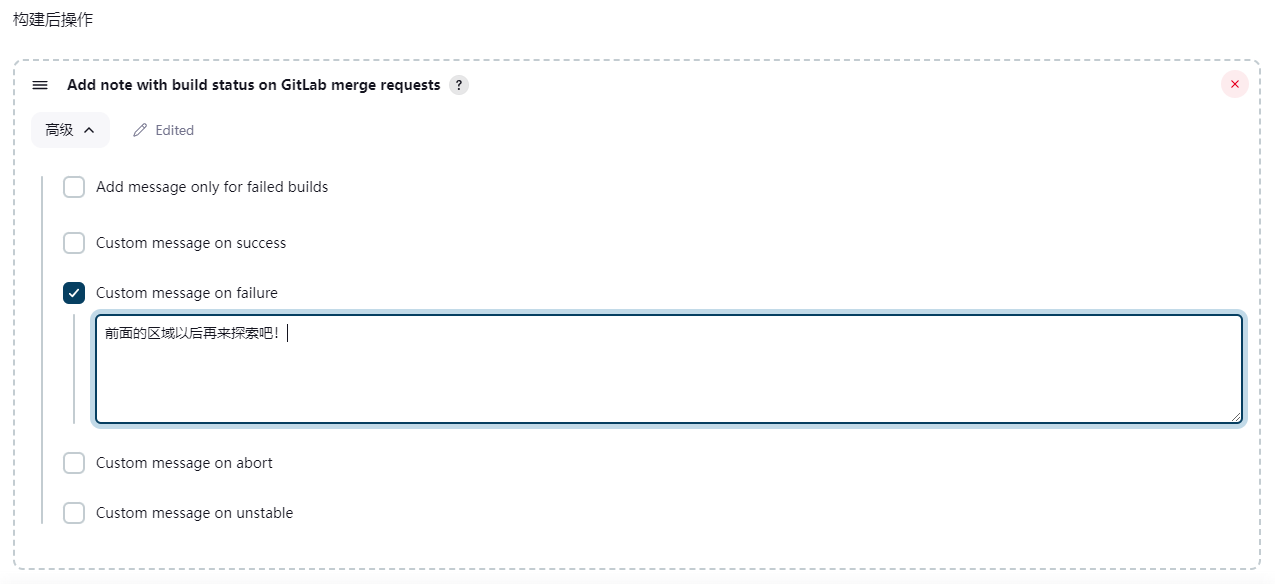 构建后操作
Add note with build status on GitLab merge requests ?
高级 Edited
Add message only for failed builds
Custom message on success
Custom message on failure
前面的区域以后再来探索吧！
Custom message on abort
Custom message on unstable